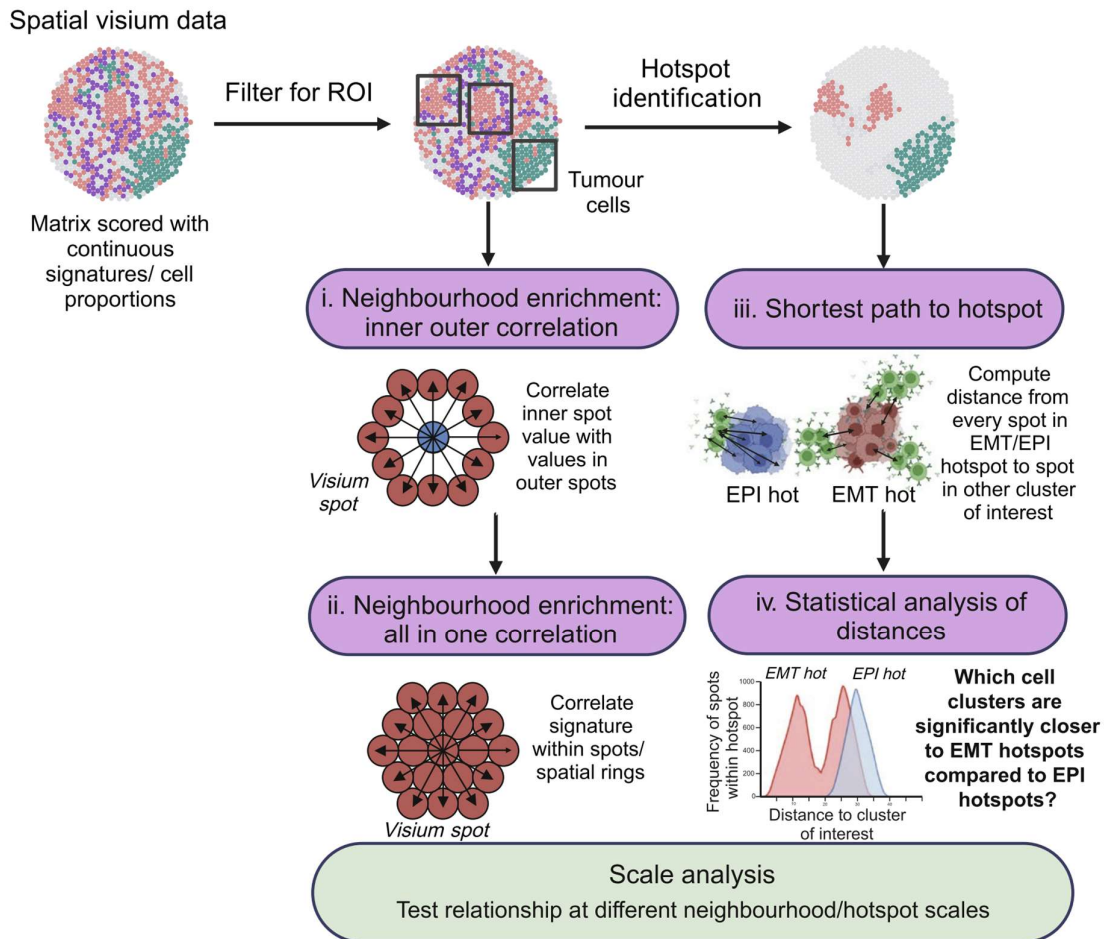 Spatial visium data
Filter for ROI
Hotspot
identification
Tumour
cells
Matrix scored with
continuous
signatures/ cell
proportions
i. Neighbourhood enrichment:
inner outer correlation
iii. Shortest path to hotspot
Correlate
inner spot
value with
values in
outer spots
Visium
spot
EPI hot
EMT hot
Compute
distance from
every spot in
EMT/EPI
hotspot to spot
in other cluster
of interest
ii. Neighbourhood enrichment:
all in one correlation
iv. Statistical analysis of
distances
Correlate
signature
within spots/
spatial rings
Visium spot
EMT hot
EPI hot
Frequency of spots
within hotspot
1000
800
600
400
200
0
Distance to cluster
of interest
Which cell
clusters are
significantly closer
to EMT hotspots
compared to EPI
hotspots?
Scale analysis
Test relationship at different neighbourhood/hotspot scales